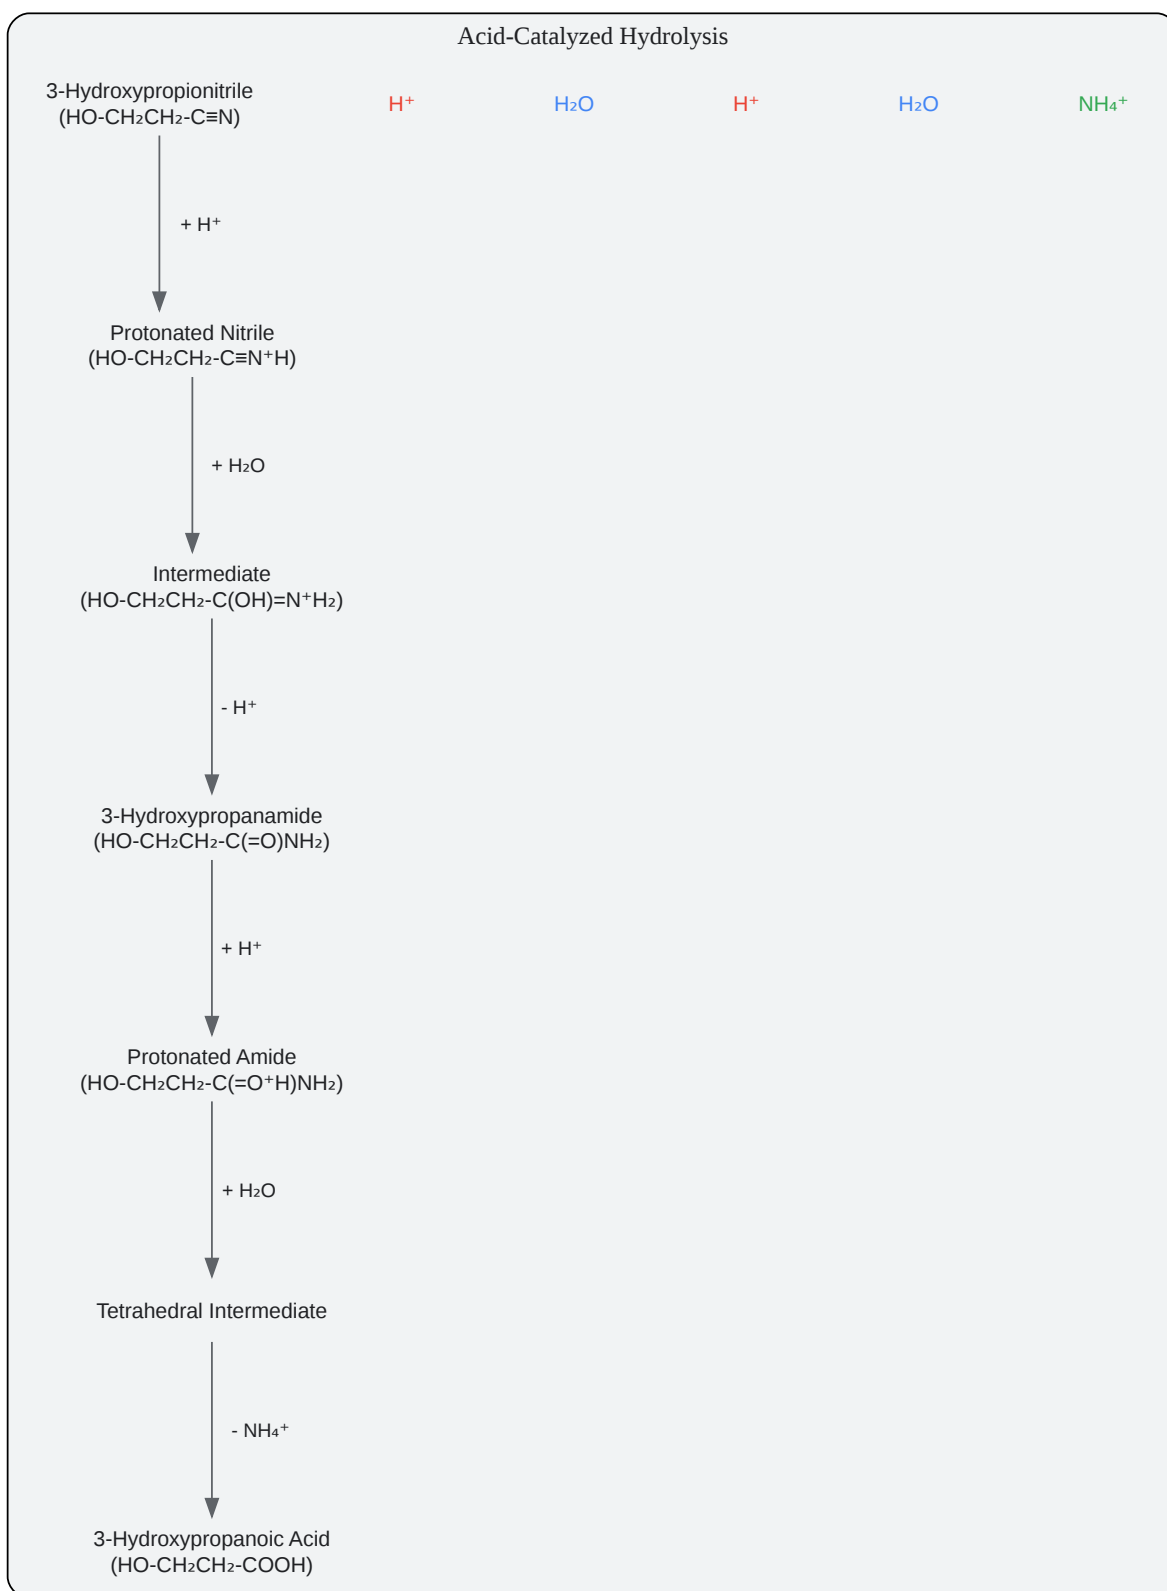 Acid-Catalyzed Hydrolysis
3-Hydroxypropionitrile
(HO-CH₂CH₂-C≡N)
H⁺
H₂O
H⁺
H₂O
NH₄⁺
+ H⁺
Protonated Nitrile
(HO-CH₂CH₂-C≡N⁺H)
+ H₂O
Intermediate
(HO-CH₂CH₂-C(OH)=N⁺H₂)
- H⁺
3-Hydroxypropanamide
(HO-CH₂CH₂-C(=O)NH₂)
+ H⁺
Protonated Amide
(HO-CH₂CH₂-C(=O⁺H)NH₂)
+ H₂O
Tetrahedral Intermediate
- NH₄⁺
3-Hydroxypropanoic Acid
(HO-CH₂CH₂-COOH)